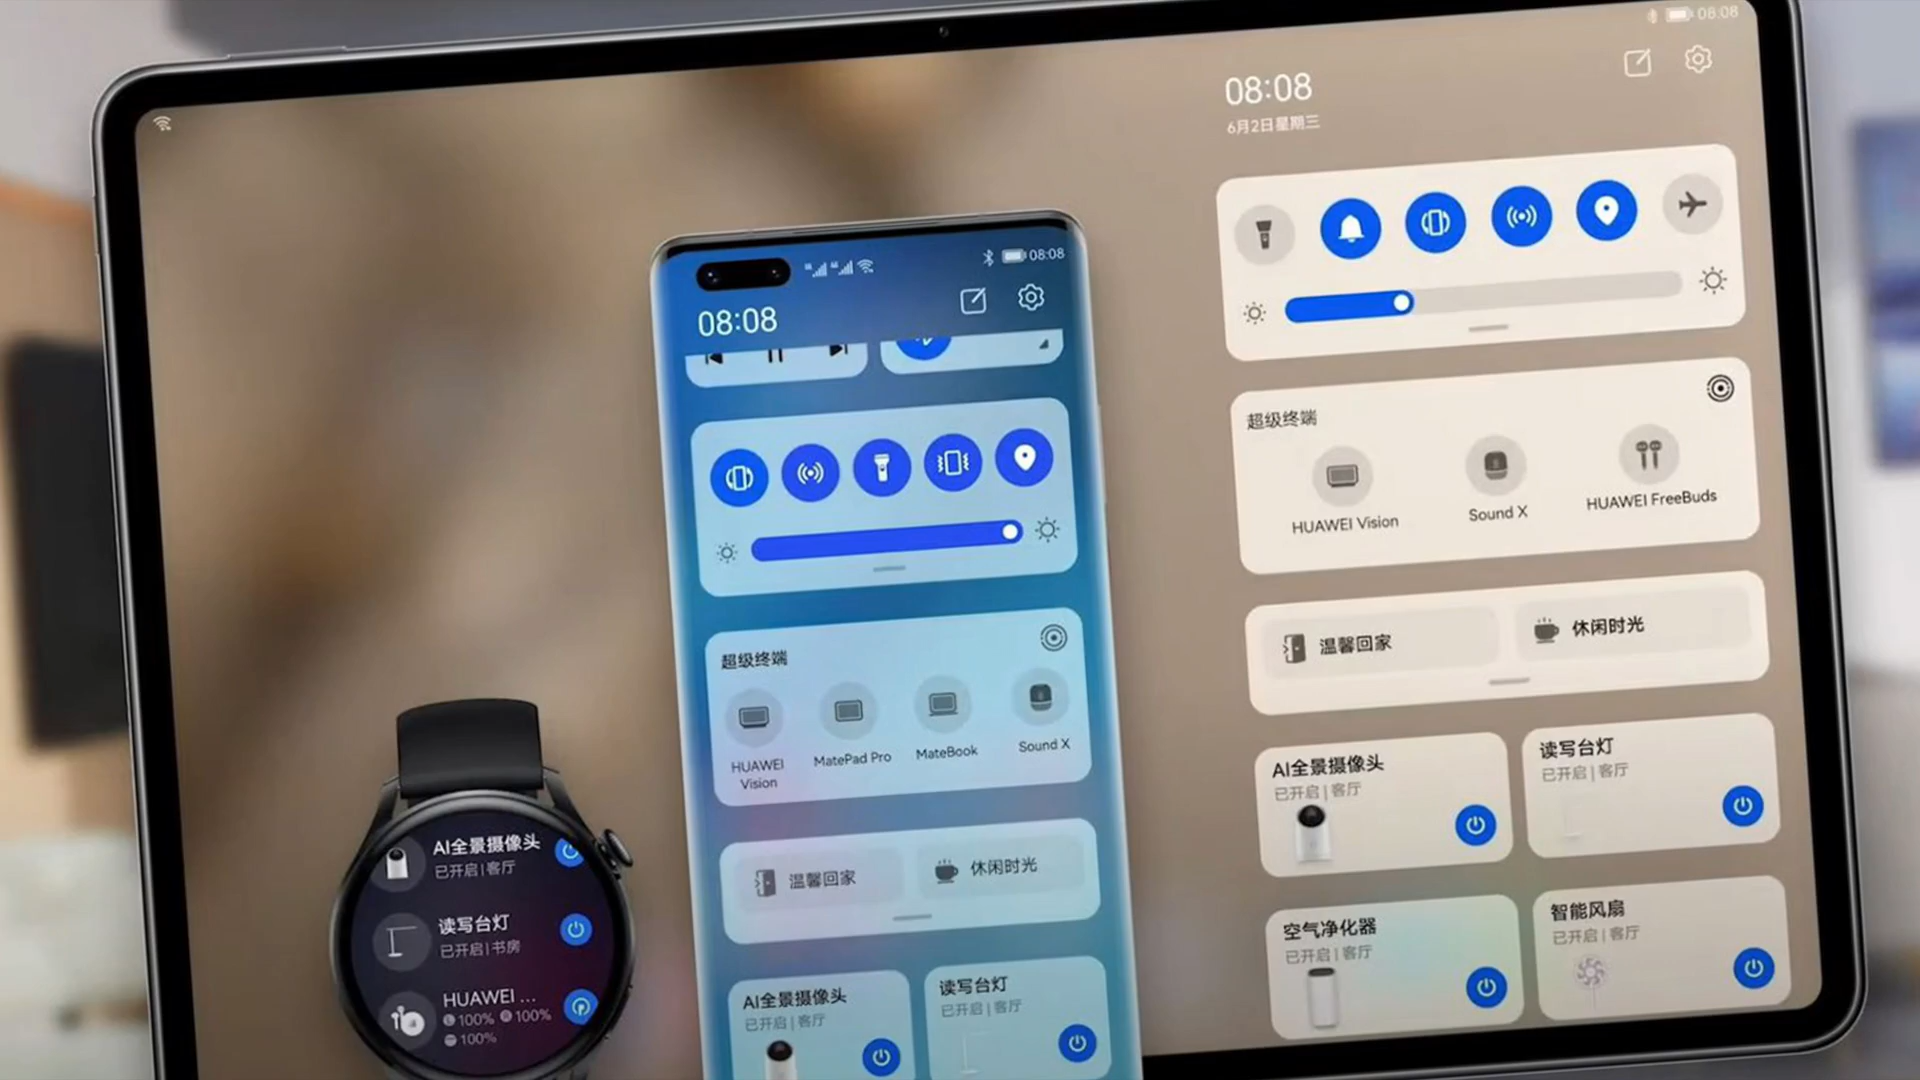 08:08
08:08
6月2日星期三
超级终端
HUAWEI Vision
Sound X
HUAWEI FreeBuds
温馨回家
休闲时光
AI全景摄像头
已开启|客厅
读写台灯
已开启|客厅
空气净化器
已开启|客厅
智能风扇
已开启|客厅
08:08
08:08
超级终端
HUAWEI
Vision
MatePad Pro
MateBook
Sound X
温馨回家
休闲时光
AI全景摄像头
已开启|客厅
读写台灯
已开启|客厅
AI全景摄像头
已开启|客厅
读写台灯
已开启|书房
HUAWEI ...
L 100% R 100%
100%